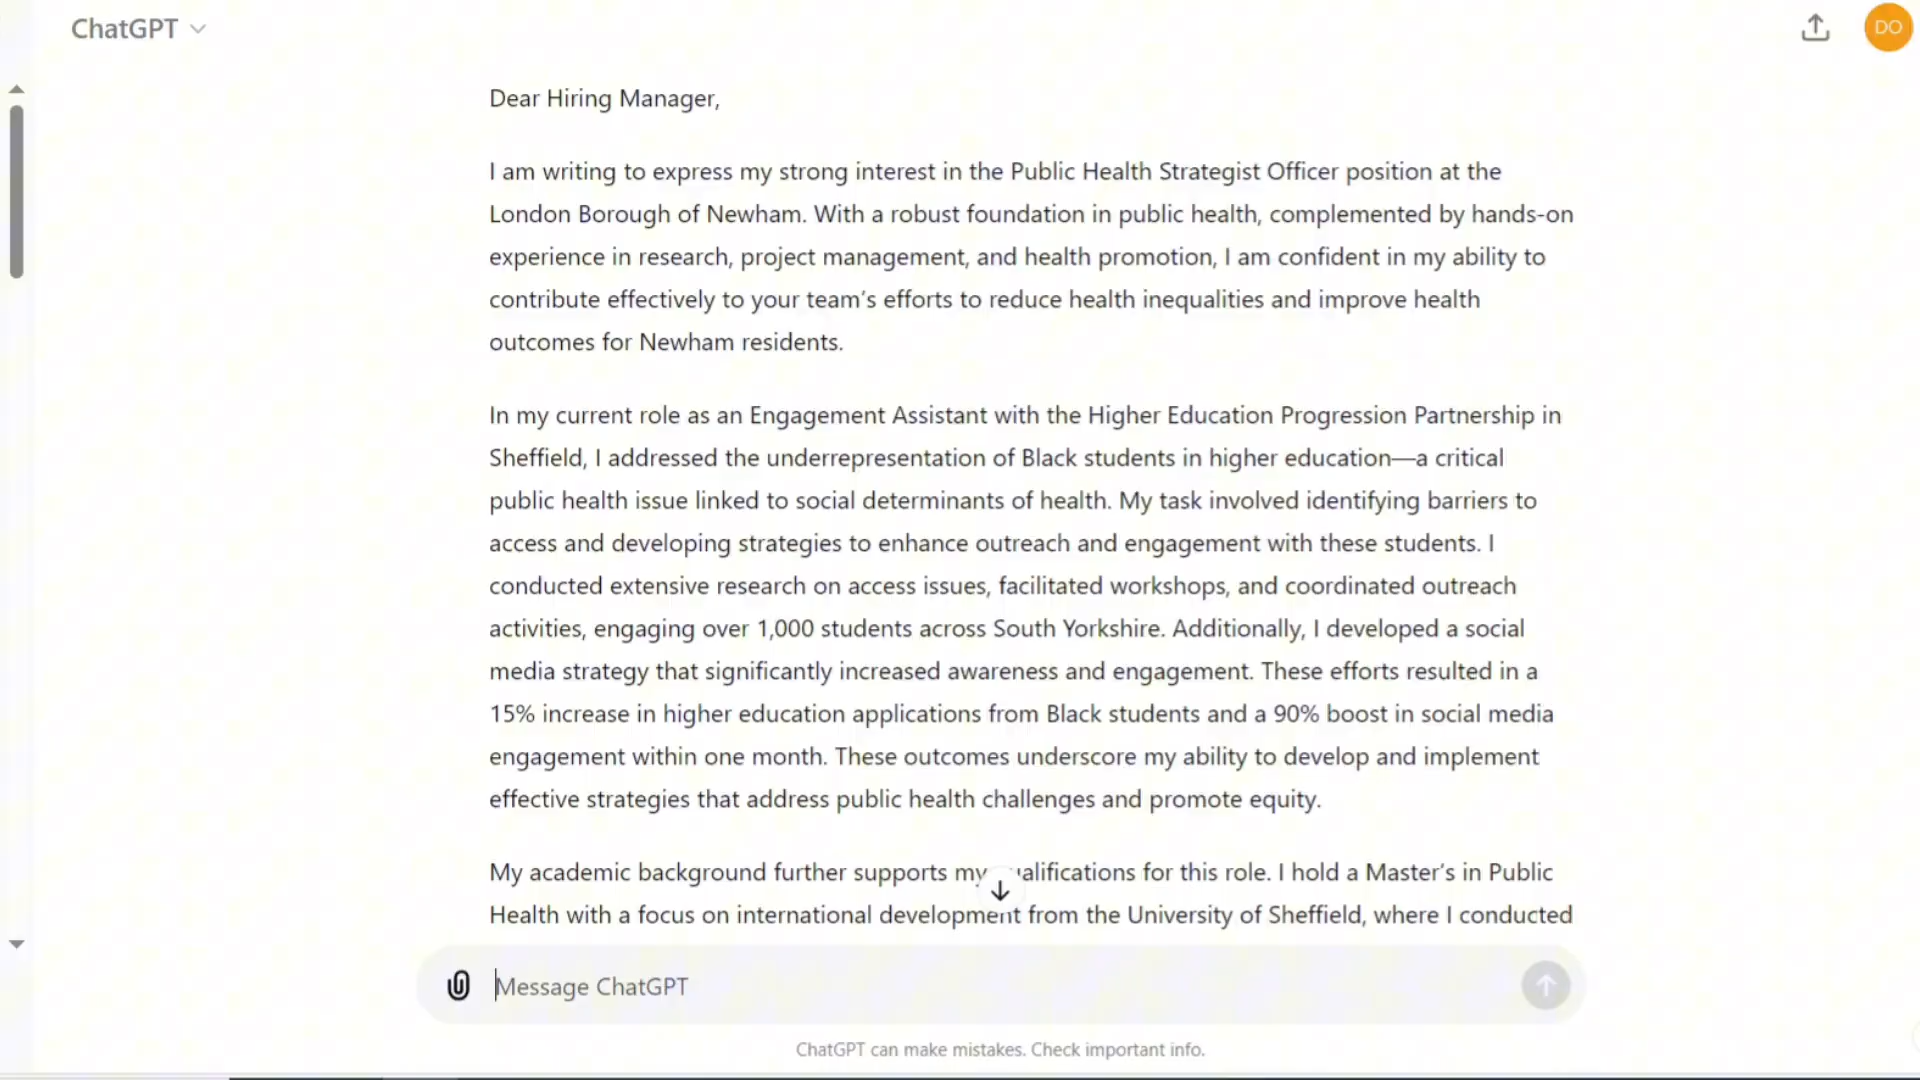 ChatGPT
DO
Dear Hiring Manager,
I am writing to express my strong interest in the Public Health Strategist Officer position at the
London Borough of Newham. With a robust foundation in public health, complemented by hands-on
experience in research, project management, and health promotion, I am confident in my ability to
contribute effectively to your team's efforts to reduce health inequalities and improve health
outcomes for Newham residents.
In my current role as an Engagement Assistant with the Higher Education Progression Partnership in
Sheffield, I addressed the underrepresentation of Black students in higher education—a critical
public health issue linked to social determinants of health. My task involved identifying barriers to
access and developing strategies to enhance outreach and engagement with these students. I
conducted extensive research on access issues, facilitated workshops, and coordinated outreach
activities, engaging over 1,000 students across South Yorkshire. Additionally, I developed a social
media strategy that significantly increased awareness and engagement. These efforts resulted in a
15% increase in higher education applications from Black students and a 90% boost in social media
engagement within one month. These outcomes underscore my ability to develop and implement
effective strategies that address public health challenges and promote equity.
My academic background further supports my alifications for this role. I hold a Master's in Public
Health with a focus on international development from the University of Sheffield, where I conducted
Message ChatGPT
ChatGPT can make mistakes. Check important info.